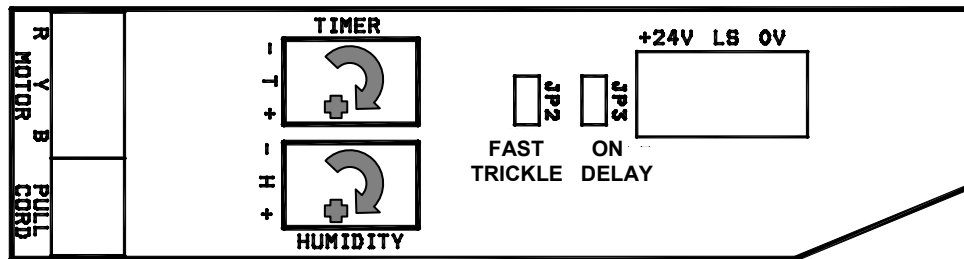 R Y B
MOTOR
PULL
CORD
TIMER
- T +
- H +
HUMIDITY
JP2
FAST
TRICKLE
JP3
ON
DELAY
+24V LS 0V